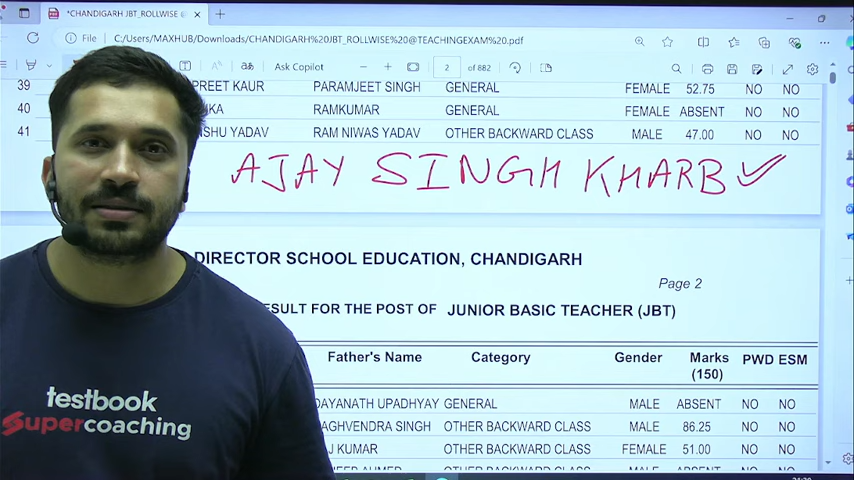 *CHANDIGARH JBT_ROLLWISE
File C:/Users/MAXHUB/Downloads/CHANDIGARH%20JBT_ROLLWISE%20@TEACHINGEXAM%20.pdf
Ask Copilot 2 of 882
39 PREET KAUR PARAMJEET SINGH GENERAL FEMALE 52.75 NO NO
40 RAMKUMAR GENERAL FEMALE ABSENT NO NO
41 YADAV RAM NIWAS YADAV OTHER BACKWARD CLASS MALE 47.00 NO NO
AJAY SINGH KHARB
DIRECTOR SCHOOL EDUCATION, CHANDIGARH
Page 2
FOR THE POST OF JUNIOR BASIC TEACHER (JBT)
Father's Name Category Gender Marks (150) PWD ESM
DAYANATH UPADHYAY GENERAL MALE ABSENT NO NO
SINGH OTHER BACKWARD CLASS MALE 86.25 NO NO
KUMAR OTHER BACKWARD CLASS FEMALE 51.00 NO NO
testbook
Supercoaching